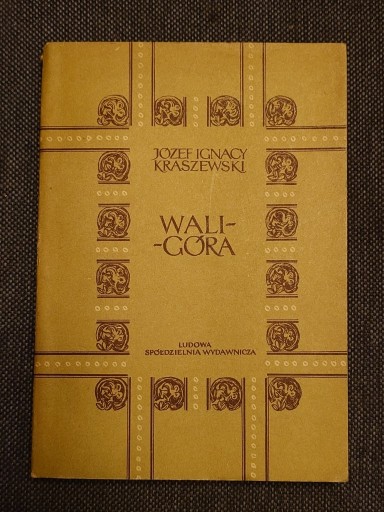 JÓZEF IGNACY
KRASZEWSKI
WALI-
-GÓRA
LUDOWA
SPÓŁDZIELNIA WYDAWNICZA